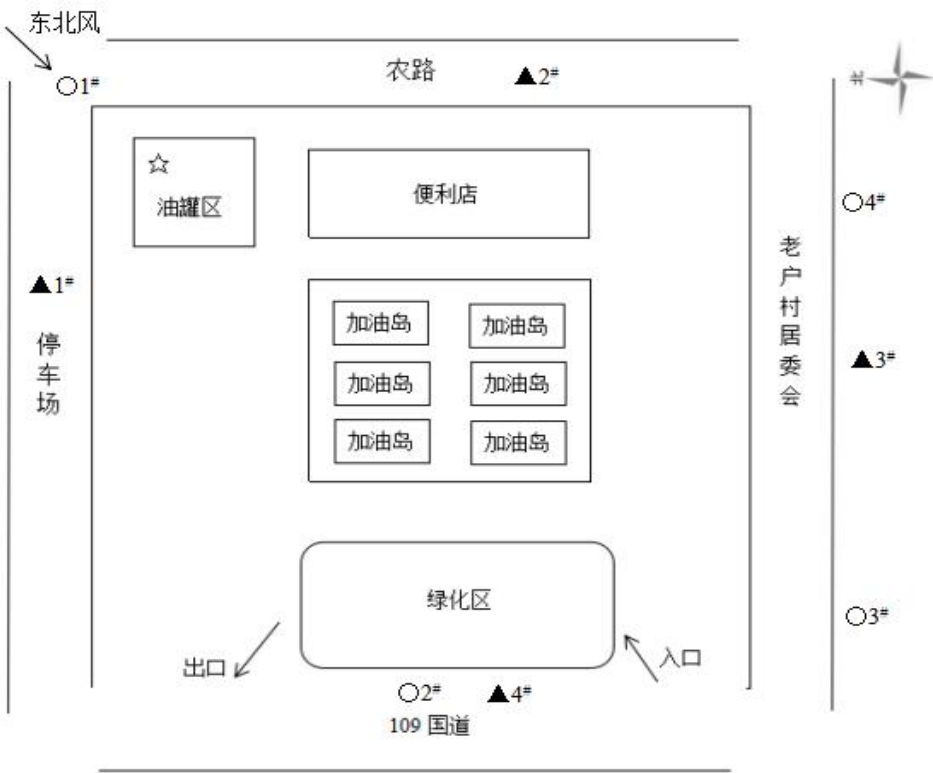 东北风
○1#
农路
▲2#
北
☆
油罐区
便利店
○4#
▲1#
停车场
老户村居委会
加油岛
加油岛
▲3#
加油岛
加油岛
加油岛
加油岛
绿化区
○3#
出口
入口
○2#
▲4#
109 国道